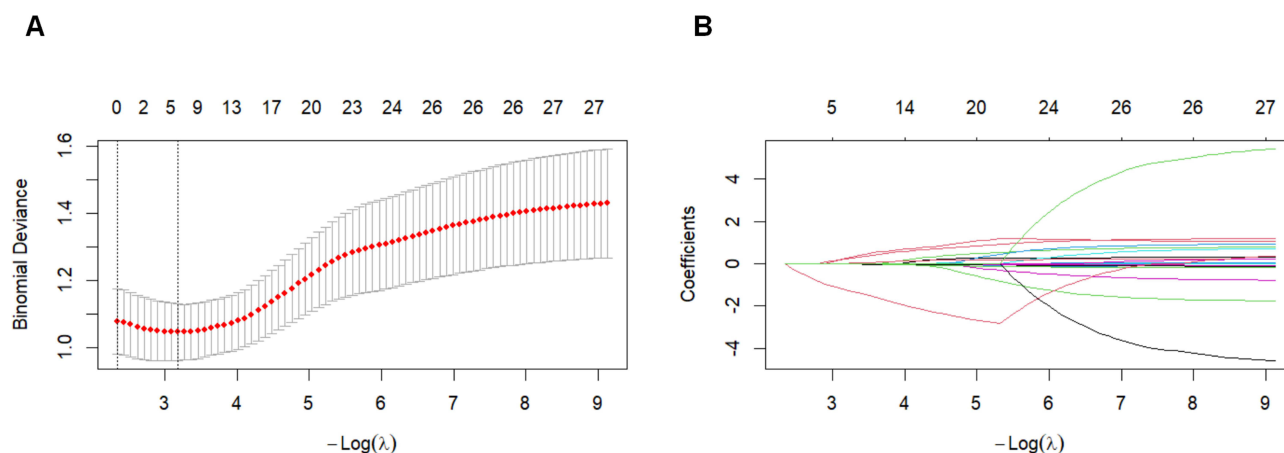 A
0 2 5 9 13 17 20 23 24 26 26 26 27 27
Binomial Deviance
1.6
1.4
1.2
1.0
3 4 5 6 7 8 9
−Log(λ)
B
5 14 20 24 26 26 27
Coefficients
4
2
0
-2
-4
3 4 5 6 7 8 9
−Log(λ)